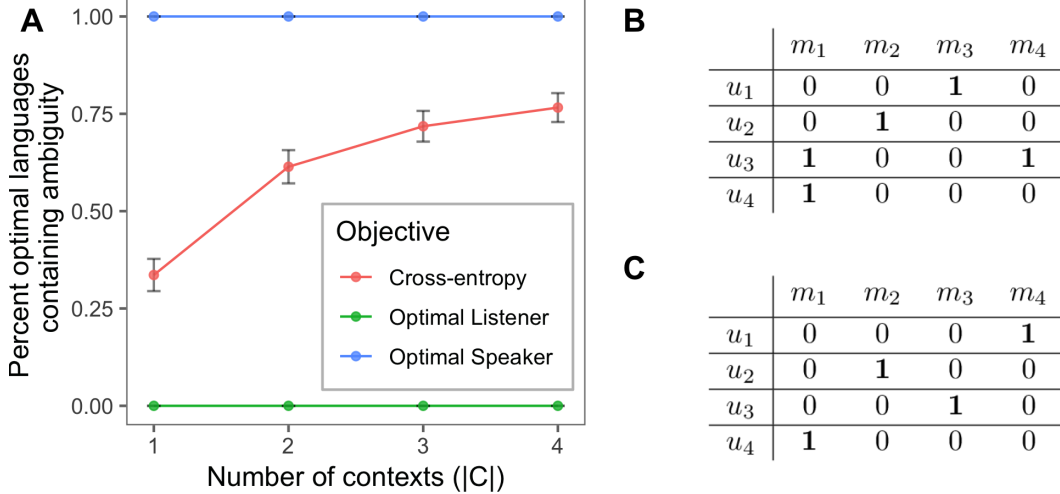 A
Percent optimal languages
containing ambiguity
1.00
0.75
0.50
0.25
0.00
1 2 3 4
Number of contexts (|C|)
Objective
Cross-entropy
Optimal Listener
Optimal Speaker
B
m₁ m₂ m₃ m₄
u₁ 0 0 1 0
u₂ 0 1 0 0
u₃ 1 0 0 1
u₄ 1 0 0 0
C
m₁ m₂ m₃ m₄
u₁ 0 0 0 1
u₂ 0 1 0 0
u₃ 0 0 1 0
u₄ 1 0 0 0